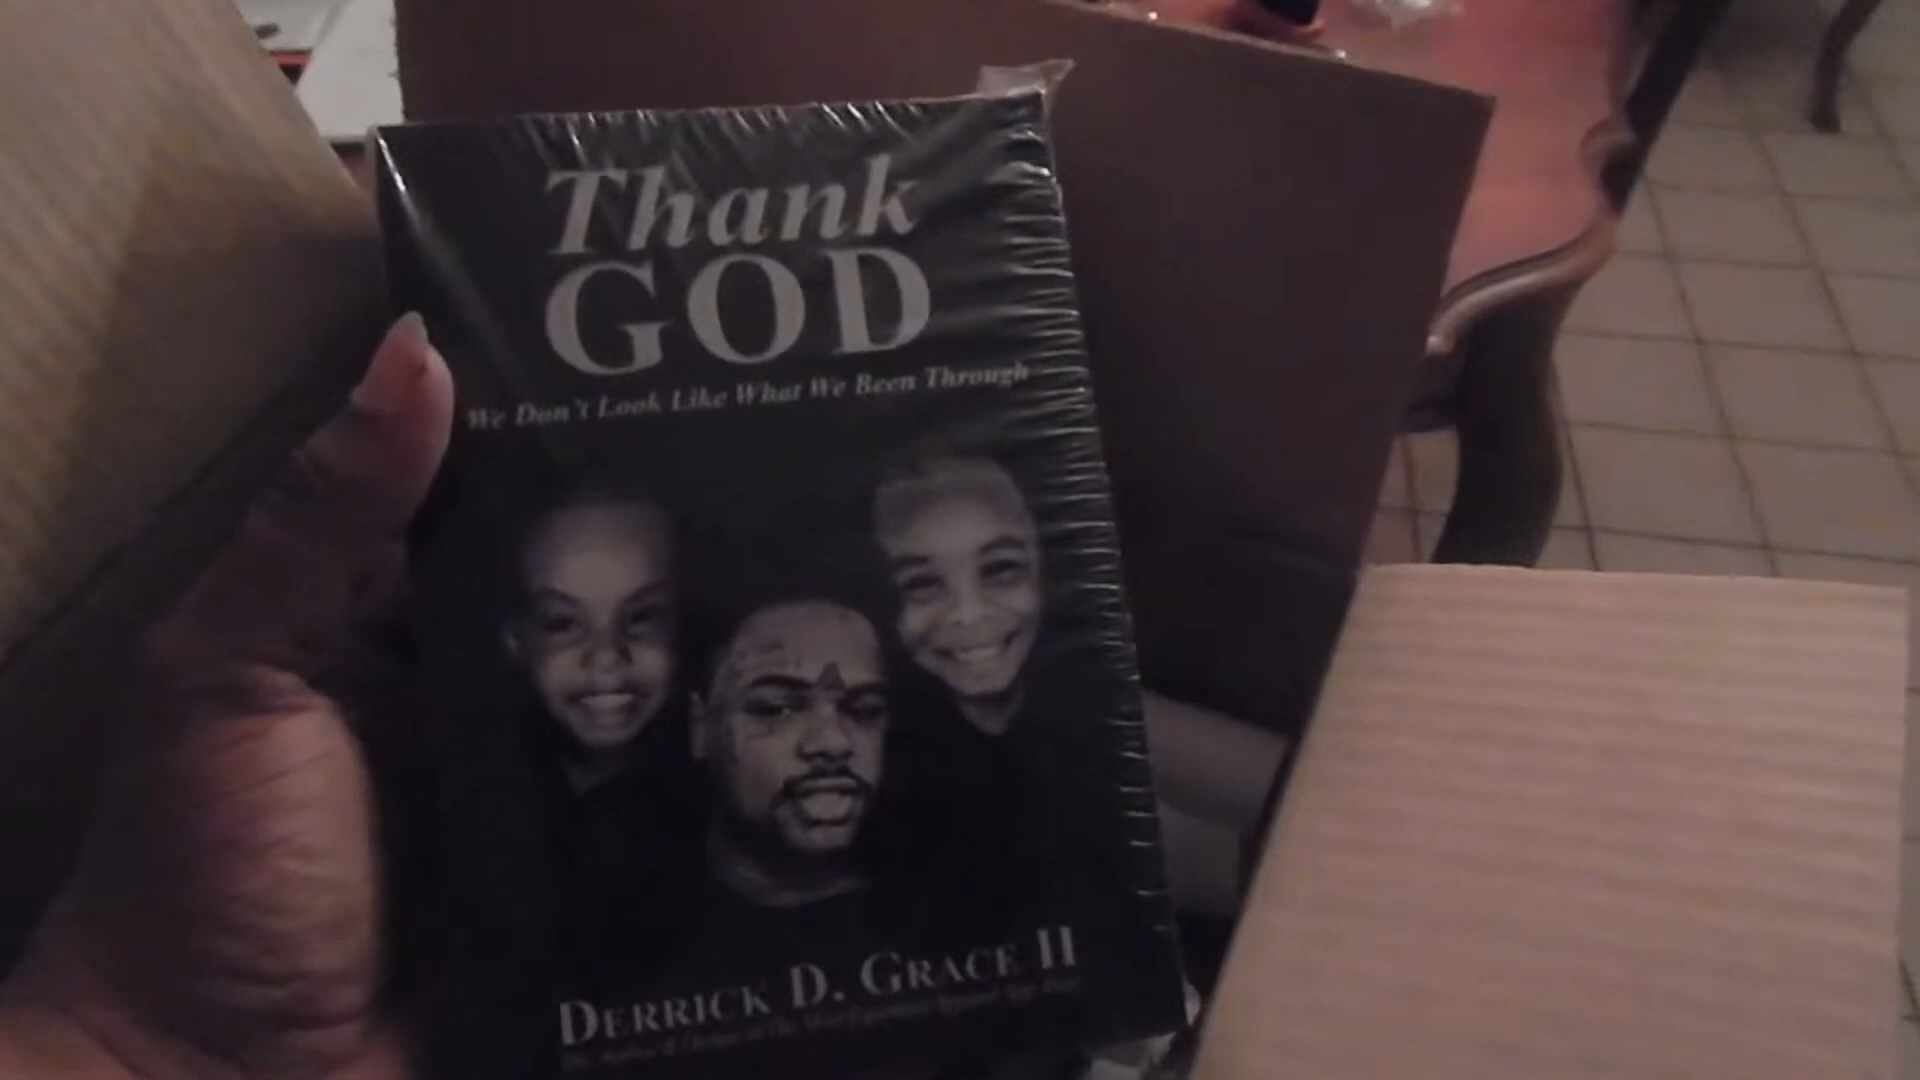 Thank
GOD
We Don't Look Like What We Been Through
DERRICK D. GRACE II